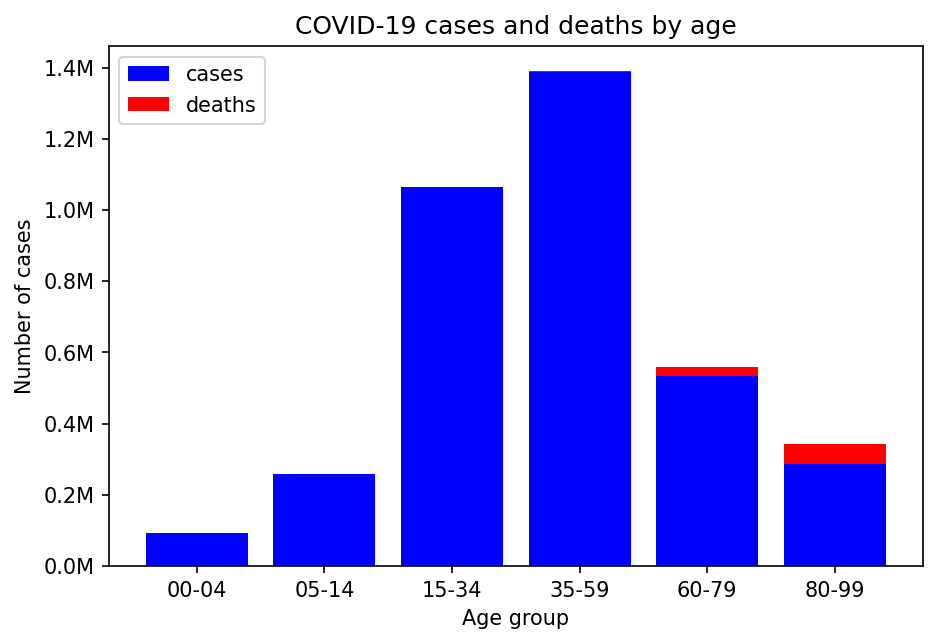 COVID-19 cases and deaths by age
cases
deaths
Number of cases
1.4M
1.2M
1.0M
0.8M
0.6M
0.4M
0.2M
0.0M
00-04 05-14 15-34 35-59 60-79 80-99
Age group